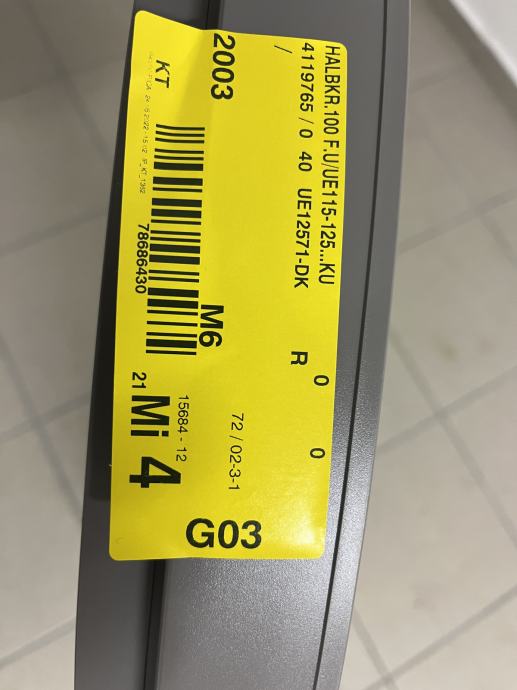 HALBKR.100 F.U/UE115-125...KU
4119765 / 0 40 UE12571-DK
/
R 0 0
2003
M6
72 / 02-3-1
G03
KT
78686430
15684 - 12
21 Mi 4